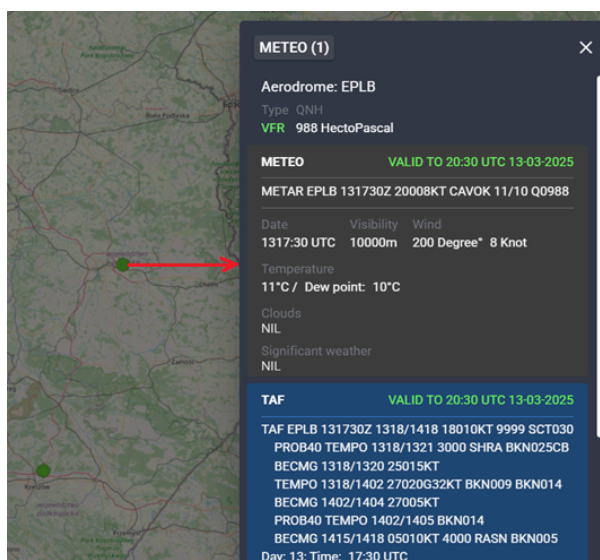 METEO (1)
Aerodrome: EPLB
Type QNH
VFR 988 HectoPascal
METEO VALID TO 20:30 UTC 13-03-2025
METAR EPLB 131730Z 20008KT CAVOK 11/10 Q0988
Date Visibility Wind
1317:30 UTC 10000m 200 Degree° 8 Knot
Temperature
11°C / Dew point: 10°C
Clouds
NIL
Significant weather
NIL
TAF VALID TO 20:30 UTC 13-03-2025
TAF EPLB 131730Z 1318/1418 18010KT 9999 SCT030
PROB40 TEMPO 1318/1321 3000 SHRA BKN025CB
BECMG 1318/1320 25015KT
TEMPO 1318/1402 27020G32KT BKN009 BKN014
BECMG 1402/1404 27005KT
PROB40 TEMPO 1402/1405 BKN014
BECMG 1415/1418 05010KT 4000 RASN BKN005
Day: 13: Time: 17:30 UTC
Biała Podlaska
Zamość
Rzeszów